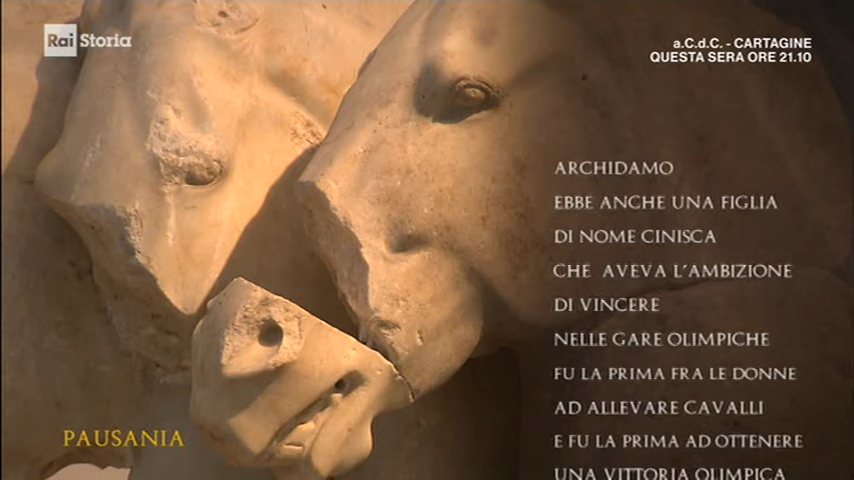 Rai Storia
a.C.d.C. - CARTAGINE
QUESTA SERA ORE 21.10
ARCHIDAMO
EBBE ANCHE UNA FIGLIA
DI NOME CINISCA
CHE AVEVA L'AMBIZIONE
DI VINCERE
NELLE GARE OLIMPICHE
FU LA PRIMA FRA LE DONNE
AD ALLEVARE CAVALLI
E FU LA PRIMA AD OTTENERE
UNA VITTORIA OLIMPICA
PAUSANIA